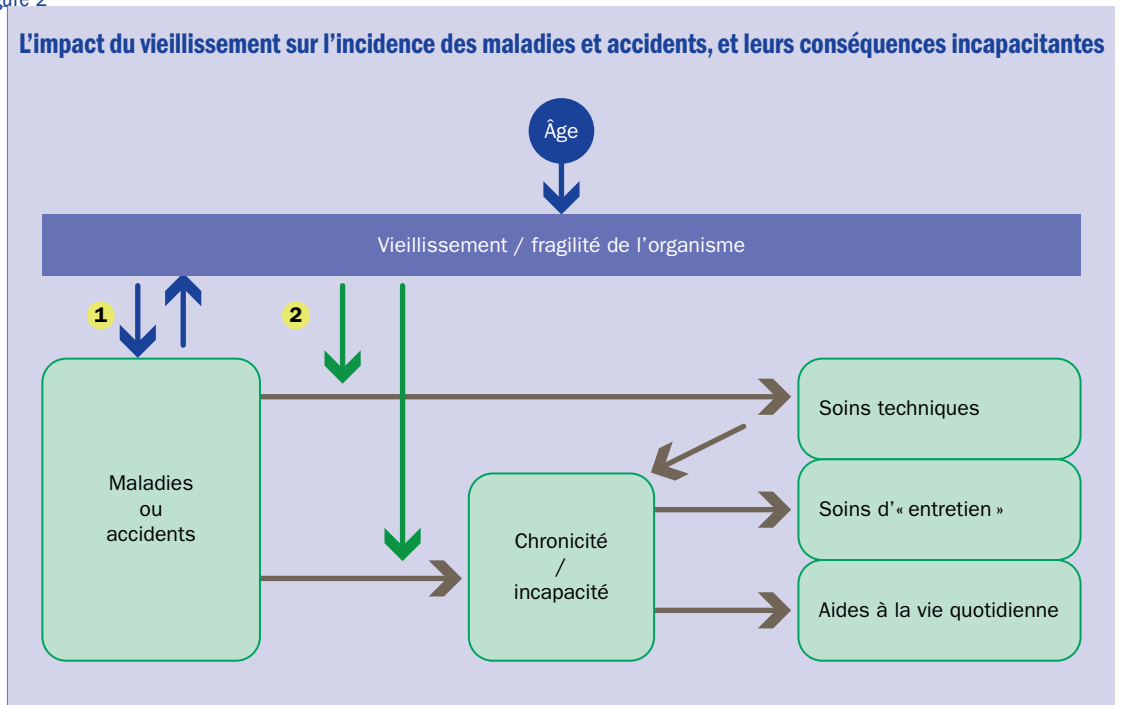 L'impact du vieillissement sur l'incidence des maladies et accidents, et leurs conséquences incapacitantes
Âge
Vieillissement / fragilité de l'organisme
1
2
Maladies
ou
accidents
Chronicité
/
incapacité
Soins techniques
Soins d'« entretien »
Aides à la vie quotidienne